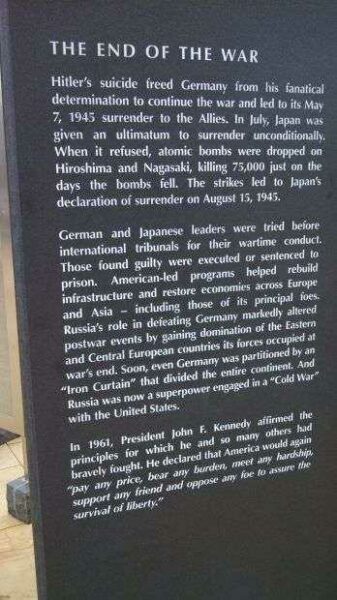 THE END OF THE WAR
Hitler's suicide freed Germany from his fanatical
determination to continue the war and led to its May
7, 1945 surrender to the Allies. In July, Japan was
given an ultimatum to surrender unconditionally.
When it refused, atomic bombs were dropped on
Hiroshima and Nagasaki, killing 75,000 just on the
days the bombs fell. The strikes led to Japan's
declaration of surrender on August 15, 1945.
German and Japanese leaders were tried before
international tribunals for their wartime conduct.
Those found guilty were executed or sentenced to
prison. American-led programs helped rebuild
infrastructure and restore economies across Europe
and Asia – including those of its principal foes.
Russia's role in defeating Germany markedly altered
postwar events by gaining domination of the Eastern
and Central European countries its forces occupied at
war's end. Soon, even Germany was partitioned by an
"Iron Curtain" that divided the entire continent. And
Russia was now a superpower engaged in a "Cold War"
with the United States.
In 1961, President John F. Kennedy affirmed the
principles for which he and so many others had
bravely fought. He declared that America would again
"pay any price, bear any burden, meet any hardship,
support any friend and oppose any foe to assure the
survival of liberty."